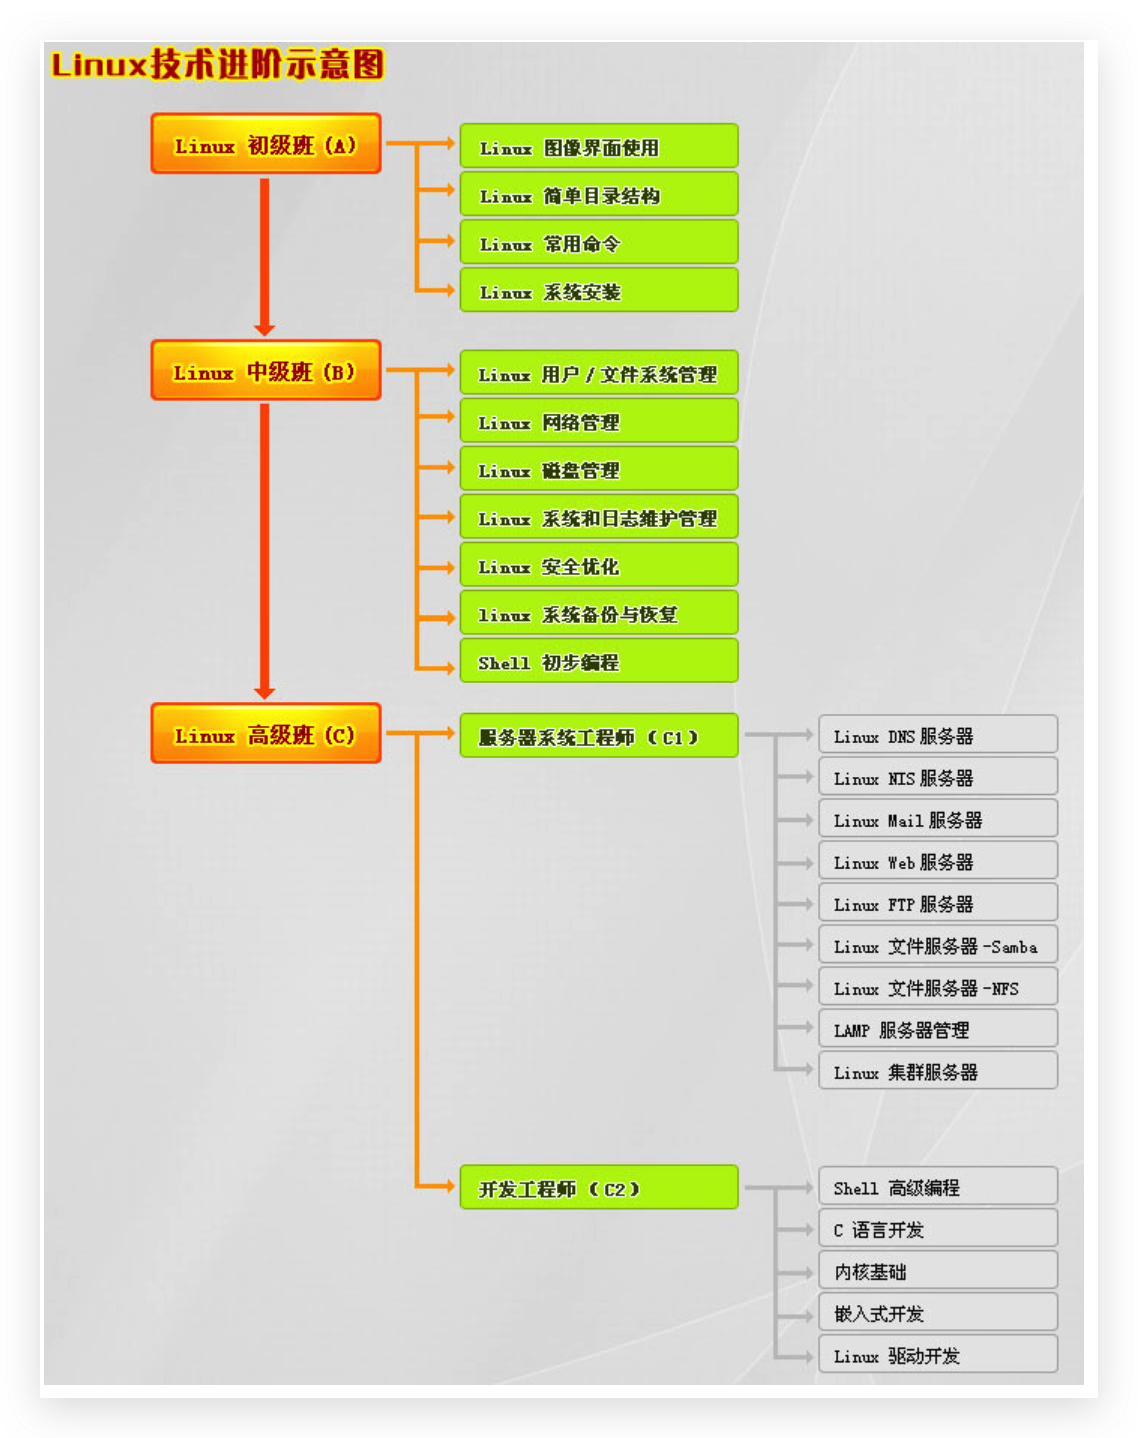 Linux技术进阶示意图
Linux 初级班 (A)
Linux 图像界面使用
Linux 简单目录结构
Linux 常用命令
Linux 系统安装
Linux 中级班 (B)
Linux 用户 / 文件系统管理
Linux 网络管理
Linux 磁盘管理
Linux 系统和日志维护管理
Linux 安全优化
linux 系统备份与恢复
Shell 初步编程
Linux 高级班 (C)
服务器系统工程师 （ C1 ）
Linux DNS 服务器
Linux NIS 服务器
Linux Mail 服务器
Linux Web 服务器
Linux FTP 服务器
Linux 文件服务器 -Samba
Linux 文件服务器 -NFS
LAMP 服务器管理
Linux 集群服务器
开发工程师 （ C2 ）
Shell 高级编程
C 语言开发
内核基础
嵌入式开发
Linux 驱动开发